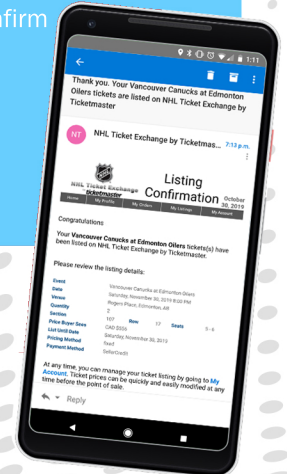 nfirm
1:11
Thank you. Your Vancouver Canucks at Edmonton
Oilers tickets are listed on NHL Ticket Exchange by
Ticketmaster
NT
NHL Ticket Exchange by Ticketmas... 7:13 p.m.
NHL
NHL Ticket Exchange
ticketmaster
Listing
Confirmation
October
30, 2019
Home My Profile My Orders My Listings My Account
Congratulations
Your Vancouver Canucks at Edmonton Oilers tickets(s) have
been listed on NHL Ticket Exchange by Ticketmaster.
Please review the listing details:
Event Vancouver Canucks at Edmonton Oilers
Date Saturday, November 30, 2019 8:00 PM
Venue Rogers Place, Edmonton, AB
Quantity 2
Section 107 Row 17 Seats 5 - 6
Price Buyer Sees CAD $506
List Until Date Saturday, November 30, 2019
Pricing Method fixed
Payment Method SellerCredit
At any time, you can manage your ticket listing by going to My
Account. Ticket prices can be quickly and easily modified at any
time before the point of sale.
Reply